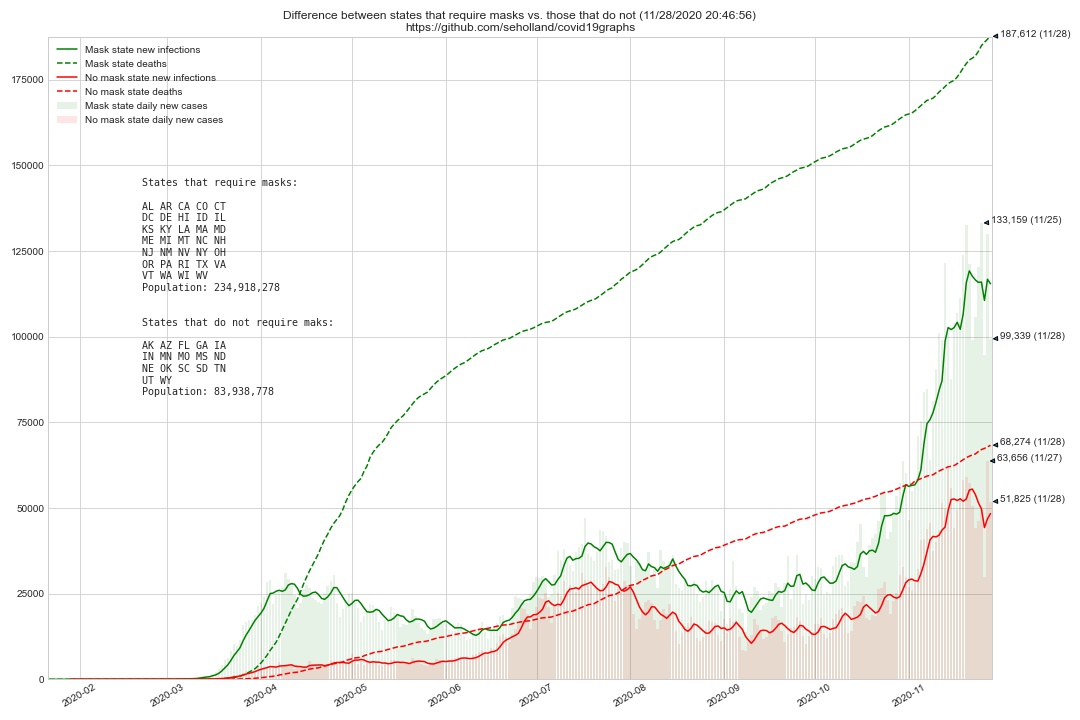 Difference between states that require masks vs. those that do not (11/28/2020 20:46:56)
https://github.com/seholland/covid19graphs
Mask state new infections
Mask state deaths
No mask state new infections
No mask state deaths
Mask state daily new cases
No mask state daily new cases
States that require masks:
AL AR CA CO CT
DC DE HI ID IL
KS KY LA MA MD
ME MI MT NC NH
NJ NM NV NY OH
OR PA RI TX VA
VT WA WI WV
Population: 234,918,278
States that do not require maks:
AK AZ FL GA IA
IN MN MO MS ND
NE OK SC SD TN
UT WY
Population: 83,938,778
187,612 (11/28)
133,159 (11/25)
99,339 (11/28)
68,274 (11/28)
63,656 (11/27)
51,825 (11/28)
175000
150000
125000
100000
75000
50000
25000
0
2020-02
2020-03
2020-04
2020-05
2020-06
2020-07
2020-08
2020-09
2020-10
2020-11